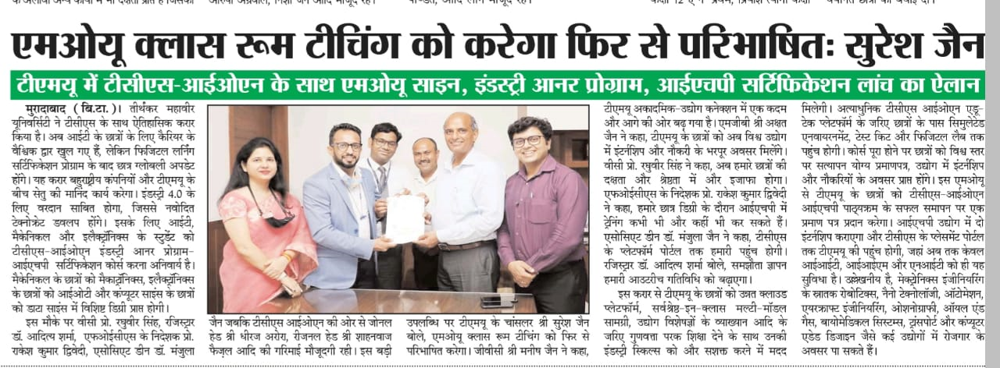 एमओयू क्लास रूम टीचिंग को करेगा फिर से परिभाषितः सुरेश जैन
टीएमयू में टीसीएस-आईओएन के साथ एमओयू साइन, इंडस्ट्री आनर प्रोग्राम, आईएचपी सर्टिफिकेशन लांच का ऐलान
मुरादाबाद (बि.टा.)। तीर्थंकर महावीर
यूनिवर्सिटी ने टीसीएस के साथ ऐतिहासिक करार
किया है। अब आईटी के छात्रों के लिए कैरियर के
वैश्विक द्वार खुल गए हैं, लेकिन फिजिटल लर्निंग
सर्टिफिकेशन प्रोग्राम के बाद छात्र ग्लोबली अपडेट
होंगे। यह करार बहुराष्ट्रीय कंपनियों और टीएमयू के
बीच सेतु की मानिंद कार्य करेगा। इंडस्ट्री 4.0 के
लिए वरदान साबित होगा, जिससे नवोदित
टेक्नोक्रेट डवलप होंगे। इसके लिए आईटी,
मैकेनिकल और इलैक्ट्रॉनिक्स के स्टुडेंट को
टीसीएस-आईओएन इंडस्ट्री आनर प्रोग्राम-
आईएचपी सर्टिफिकेशन कोर्स करना अनिवार्य है।
मैकेनिकल के छात्रों को मैकाट्रॉनिक्स, इलैक्ट्रॉनिक्स
के छात्रों को आईओटी और कंप्यूटर साइंस के छात्रों
को डाटा साइंस में विशिष्ट डिग्री प्राप्त होगी।
इस मौके पर वीसी प्रो. रघुवीर सिंह, रजिस्ट्रार
डॉ. आदित्य शर्मा, एफओईसीएस के निदेशक प्रो.
राकेश कुमार द्विवेदी, एसोसिएट डीन डॉ. मंजुला
जैन जबकि टीसीएस आईओएन की ओर से जोनल
हेड श्री धीरज अरोरा, रीजनल हेड श्री शाहनवाज
फैज़ल आदि की गरिमाई मौजूदगी रही। इस बड़ी
उपलब्धि पर टीएमयू के चांसलर श्री सुरेश जैन
बोले, एमओयू क्लास रूम टीचिंग को फिर से
परिभाषित करेगा। जीवीसी श्री मनीष जैन ने कहा,
टीएमयू अकादमिक-उद्योग कनेक्शन में एक कदम
और आगे की ओर बढ़ गया है। एमजीबी श्री अक्षत
जैन ने कहा, टीएमयू के छात्रों को अब विश्व उद्योग
में इंटर्नशिप और नौकरी के भरपूर अवसर मिलेंगे।
वीसी प्रो. रघुवीर सिंह ने कहा, अब हमारे छात्रों की
दक्षता और श्रेष्ठता में और इजाफा होगा।
एफओईसीएस के निदेशक प्रो. राकेश कुमार द्विवेदी
ने कहा, हमारे छात्र डिग्री के दौरान आईएचपी में
ट्रेनिंग कभी भी और कहीं भी कर सकते हैं।
एसोसिएट डीन डॉ. मंजुला जैन ने कहा, टीसीएस
के प्लेटफॉर्म पोर्टल तक हमारी पहुंच होगी।
रजिस्ट्रार डॉ. आदित्य शर्मा बोले, समझौता ज्ञापन
हमारी आउटरीच गतिविधि को बढ़ाएगा।
इस करार से टीएमयू के छात्रों को उन्नत क्लाउड
प्लेटफॉर्म, सर्वश्रेष्ठ-इन-क्लास मल्टी-मॉडल
सामग्री, उद्योग विशेषज्ञों के व्याख्यान आदि के
जरिए गुणवत्ता परक शिक्षा देने के साथ उनकी
इंडस्ट्री स्किल्स को और सशक्त करने में मदद
मिलेगी। अत्याधुनिक टीसीएस आईओएन एडू-
टेक प्लेटफॉर्म के जरिए छात्रों के पास सिमुलेटेड
एनवायरनमेंट, टेस्ट किट और फिजिटल लैब तक
पहुंच होगी। कोर्स पूरा होने पर छात्रों को विश्व स्तर
पर सत्यापन योग्य प्रमाणपत्र, उद्योग में इंटर्नशिप
और नौकरियों के अवसर प्राप्त होंगे। इस एमओयू
से टीएमयू के छात्रों को टीसीएस-आईओएन
आईएचपी पाठ्यक्रम के सफल समापन पर एक
प्रमाण पत्र प्रदान करेगा। आईएचपी उद्योग में दो
इंटर्नशिप कराएगा और टीसीएस के प्लेसमेंट पोर्टल
तक टीएमयू की पहुंच होगी, जहां अब तक केवल
आईआईटी, आईआईएम और एनआईटी को ही यह
सुविधा है। उल्लेखनीय है, मेक्ट्रोनिक्स इंजीनियरिंग
के स्नातक रोबोटिक्स, नैनो टेक्नोलॉजी, ऑटोमेशन,
एयरक्राफ्ट इंजीनियरिंग, ओशनोग्राफी, ऑयल एंड
गैस, बायोमेडिकल सिस्टम्स, ट्रांसपोर्ट और कंप्यूटर
एडेड डिजाइन जैसे कई उद्योगों में रोजगार के
अवसर पा सकते हैं।